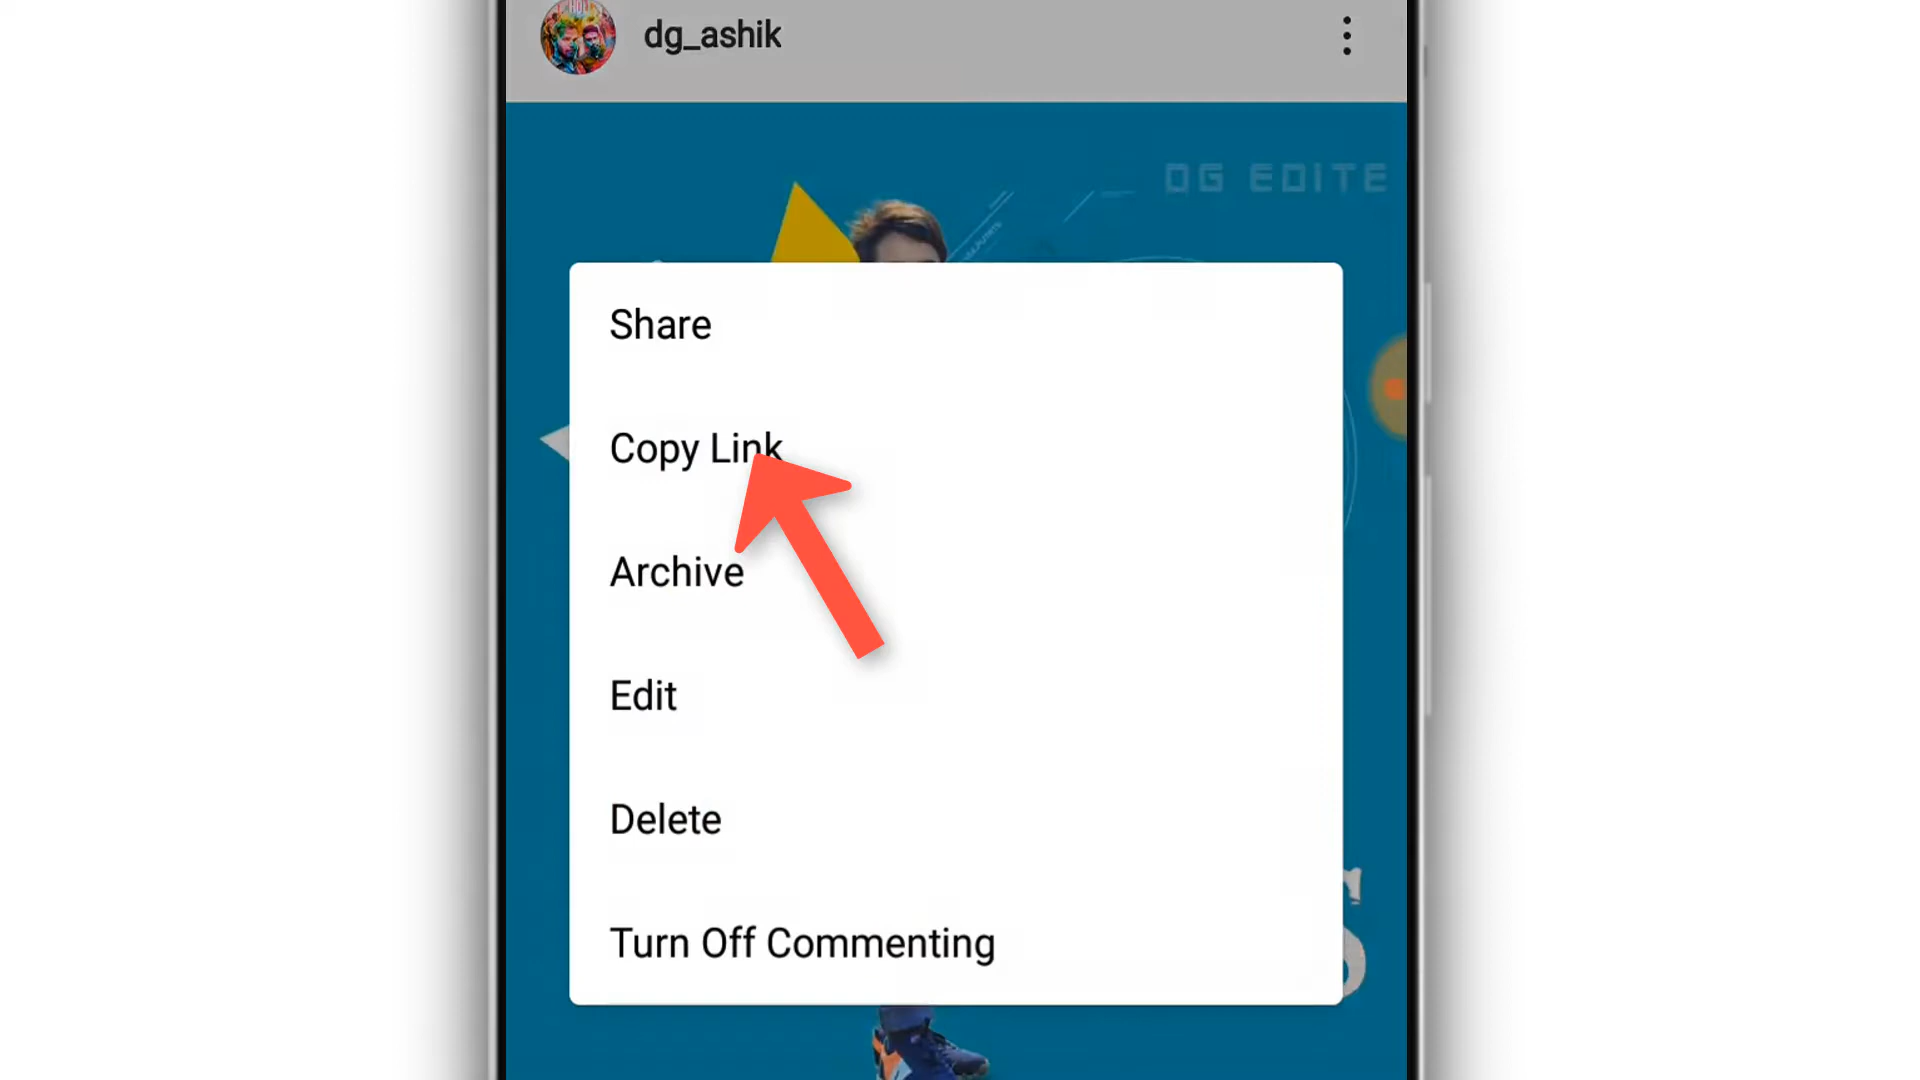 dg_ashik
DG EDITE
Share
Copy Link
Archive
Edit
Delete
Turn Off Commenting